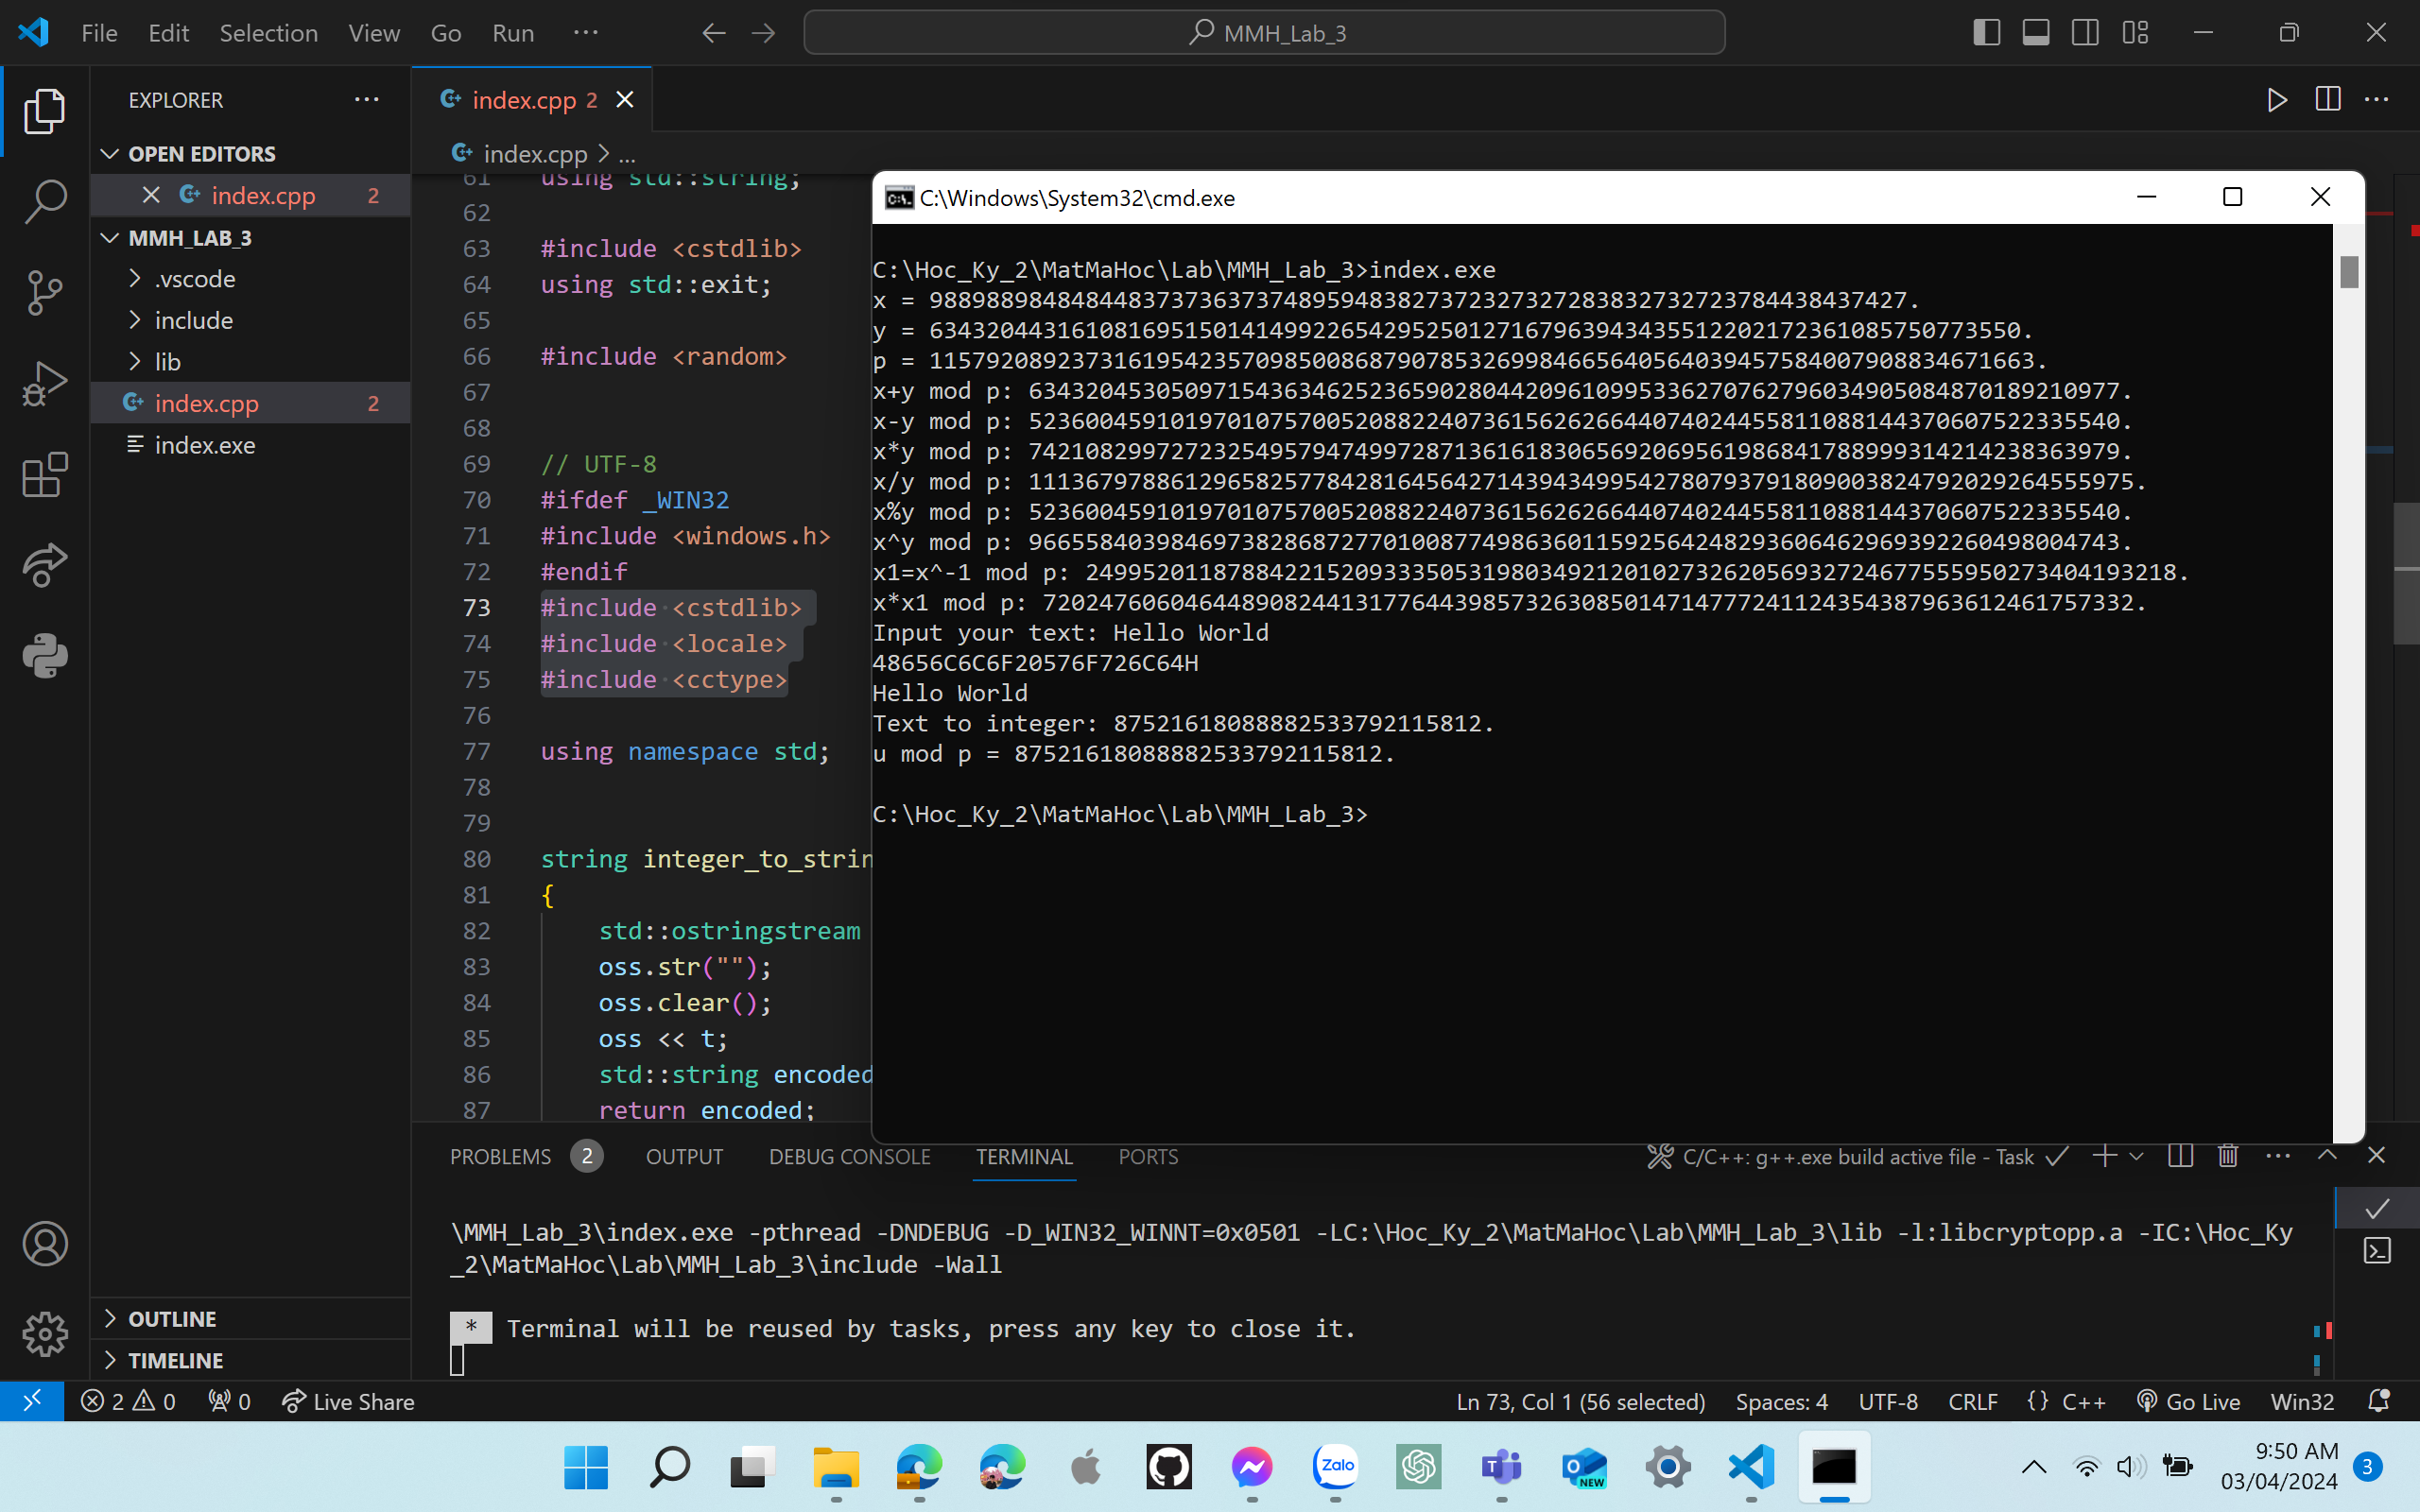 File Edit Selection View Go Run ··· MMH_Lab_3
EXPLORER
OPEN EDITORS
index.cpp 2
MMH_LAB_3
.vscode
include
lib
index.cpp 2
index.exe
OUTLINE
TIMELINE
index.cpp 2
index.cpp > ...
61 using std::string;
62
63 #include <cstdlib>
64 using std::exit;
65
66 #include <random>
67
68
69 // UTF-8
70 #ifdef _WIN32
71 #include <windows.h>
72 #endif
73 #include <cstdlib>
74 #include <locale>
75 #include <cctype>
76
77 using namespace std;
78
79
80 string integer_to_strin
81 {
82 std::ostringstream
83 oss.str("");
84 oss.clear();
85 oss << t;
86 std::string encoded
87 return encoded;
C:\Windows\System32\cmd.exe
C:\Hoc_Ky_2\MatMaHoc\Lab\MMH_Lab_3>index.exe
x = 9889889848484483737363737489594838273723273272838327327237844384​37427.
y = 63432044316108169515014149922654295250127167963943435512202172361085750773550.
p = 115792089237316195423570985008687907853269984665640564039457584007908834671663.
x+y mod p: 634320453050971543634625236590280442096109953362707627960349050848701892​10977.
x-y mod p: 52360045910197010757005208822407361562626644074024455811088144370607522335540.
x*y mod p: 74210829972723254957947499728713616183065692069561986841788999314214238363979.
x/y mod p: 111367978861296582577842816456427143943499542780793791809003824792029264555975.
x%y mod p: 52360045910197010757005208822407361562626644074024455811088144370607522335540.
x^y mod p: 96655840398469738286872770100877498636011592564248293606462969392260498004743.
x1=x^-1 mod p: 249952011878842215209333505319803492120102732620569327246775559502734041​93218.
x*x1 mod p: 72024760604644890824413177644398573263085014714777241124354387963612461757332.
Input your text: Hello World
48656C6C6F20576F726C64H
Hello World
Text to integer: 87521618088882533792115812.
u mod p = 87521618088882533792115812.
C:\Hoc_Ky_2\MatMaHoc\Lab\MMH_Lab_3>
PROBLEMS 2 OUTPUT DEBUG CONSOLE TERMINAL PORTS C/C++: g++.exe build active file - Task
\MMH_Lab_3\index.exe -pthread -DNDEBUG -D_WIN32_WINNT=0x0501 -LC:\Hoc_Ky_2\MatMaHoc\Lab\MMH_Lab_3\lib -l:libcryptopp.a -IC:\Hoc_Ky
_2\MatMaHoc\Lab\MMH_Lab_3\include -Wall
* Terminal will be reused by tasks, press any key to close it.
2 0 0 Live Share Ln 73, Col 1 (56 selected) Spaces: 4 UTF-8 CRLF {} C++ Go Live Win32
Zalo
NEW
9:50 AM
03/04/2024
3